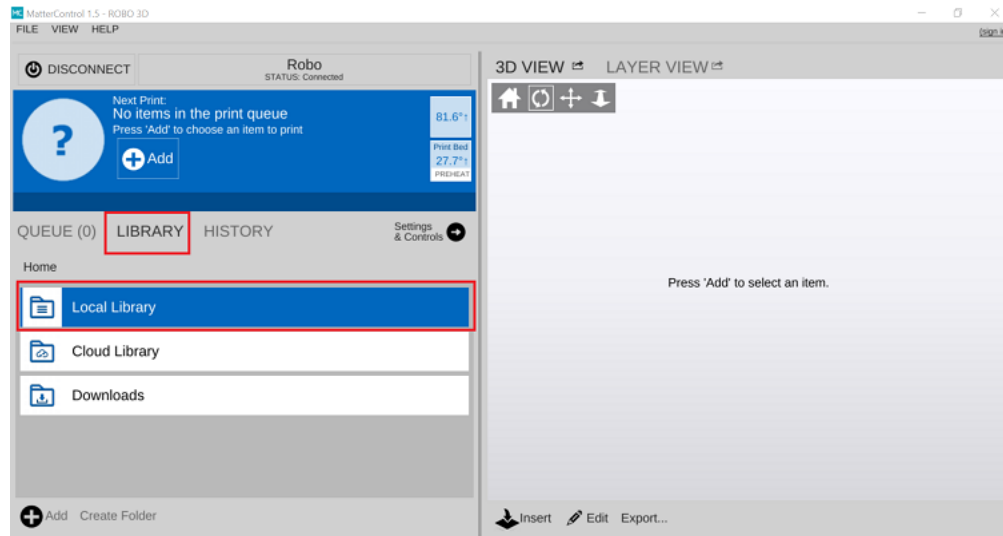 MatterControl 1.5 - ROBO 3D
FILE VIEW HELP
DISCONNECT
Robo
STATUS: Connected
Next Print:
No items in the print queue
Press 'Add' to choose an item to print
Add
81.6°↑
Print Bed
27.7°↑
PREHEAT
QUEUE (0) LIBRARY HISTORY
Settings
& Controls
Home
Local Library
Cloud Library
Downloads
Add Create Folder
3D VIEW LAYER VIEW
Press 'Add' to select an item.
Insert Edit Export...